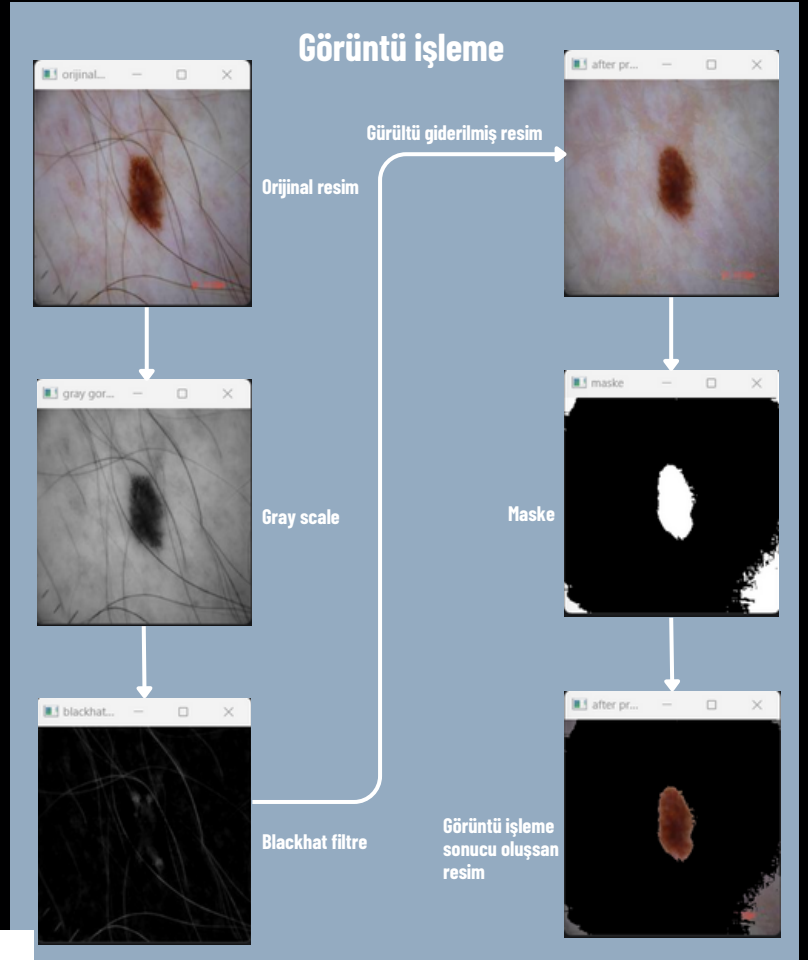 Görüntü işleme
orijinal...
Orijinal resim
gray gor...
Gray scale
blackhat...
Blackhat filtre
Gürültü giderilmiş resim
after pr...
maske
Maske
after pr...
Görüntü işleme
sonucu oluşsan
resim